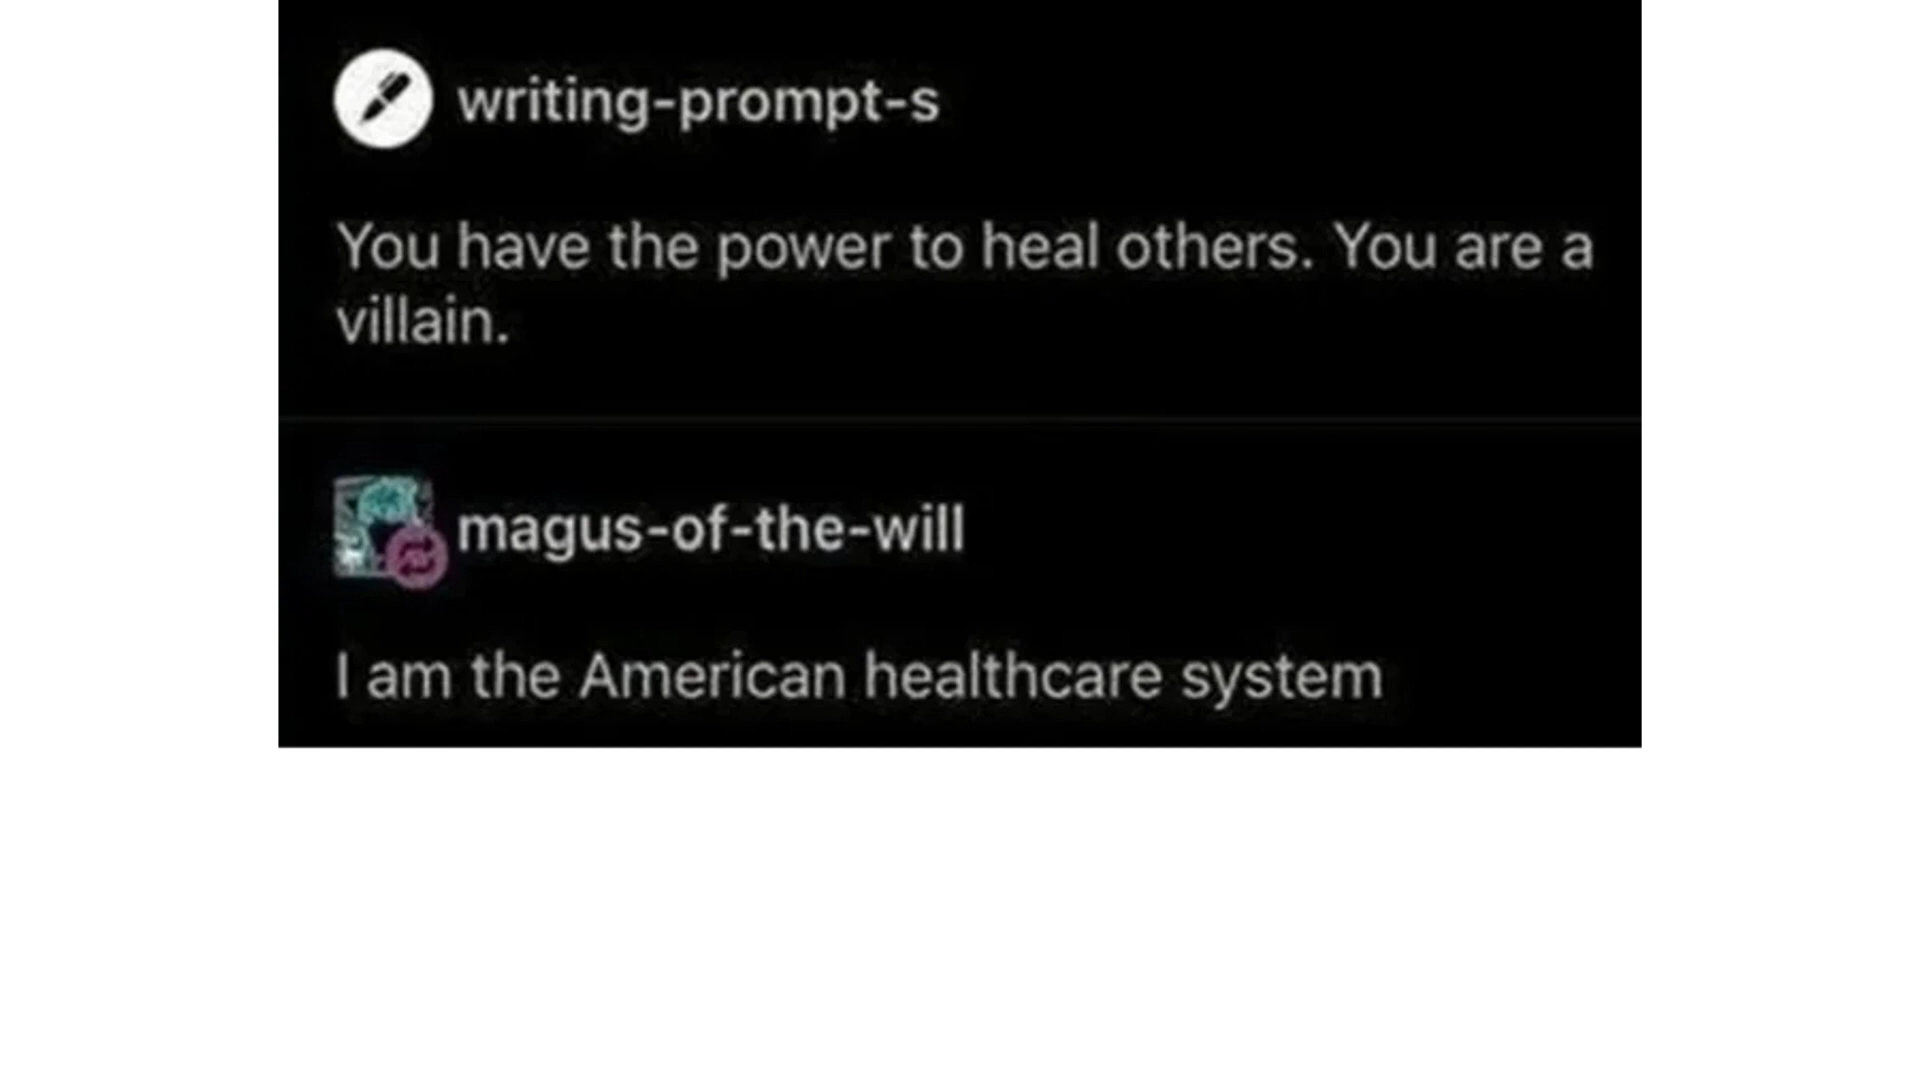 writing-prompt-s
You have the power to heal others. You are a
villain.
magus-of-the-will
I am the American healthcare system